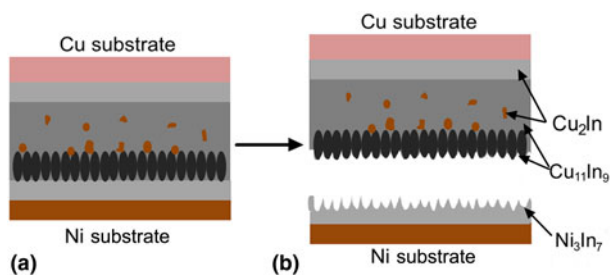 Cu substrate
Cu substrate
Cu₂In
Cu₁₁In₉
Ni₃In₇
(a)
Ni substrate
(b)
Ni substrate